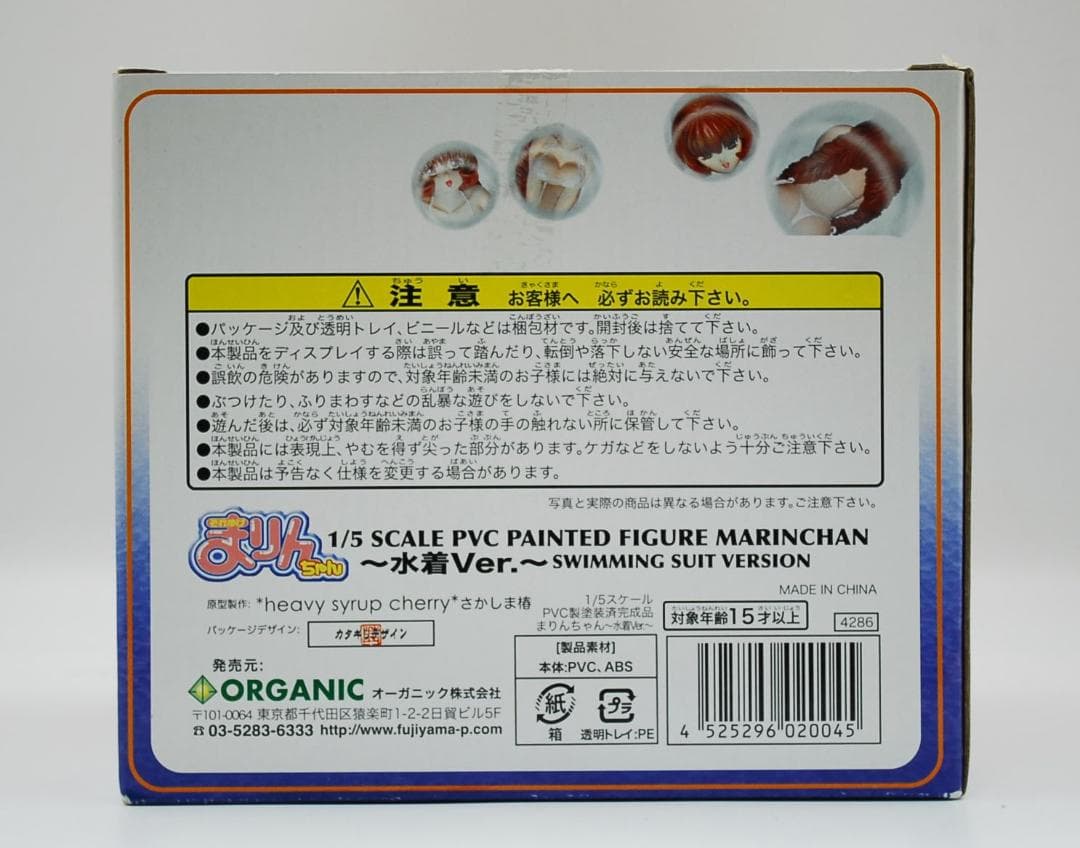 注意 お客様へ 必ずお読み下さい。
●パッケージ及び透明トレイ、ビニールなどは梱包材です。開封後は捨てて下さい。
●本製品をディスプレイする際は誤って踏んだり、転倒や落下しない安全な場所に飾って下さい。
●誤飲の危険がありますので、対象年齢未満のお子様には絶対に与えないで下さい。
●ぶつけたり、ふりまわすなどの乱暴な遊びをしないで下さい。
●遊んだ後は、必ず対象年齢未満のお子様の手の触れない所に保管して下さい。
●本製品には表現上、やむを得ず尖った部分があります。ケガなどをしないよう十分ご注意下さい。
●本製品は予告なく仕様を変更する場合があります。
写真と実際の商品は異なる場合があります。ご注意下さい。
それゆけ
まりん
ちゃん
1/5 SCALE PVC PAINTED FIGURE MARINCHAN
〜水着Ver.〜 SWIMMING SUIT VERSION
MADE IN CHINA
原型製作: *heavy syrup cherry*さかしま椿
1/5スケール
PVC製塗装済完成品
まりんちゃん〜水着Ver〜
対象年齢15才以上
4286
パッケージデザイン:
[製品素材]
本体:PVC、ABS
紙
箱
プラ
透明トレイ:PE
発売元:
ORGANIC オーガニック株式会社
〒101-0064 東京都千代田区猿楽町1-2-2日貿ビル5F
☎03-5283-6333 http://www.fujiyama-p.com
4 525296 020045